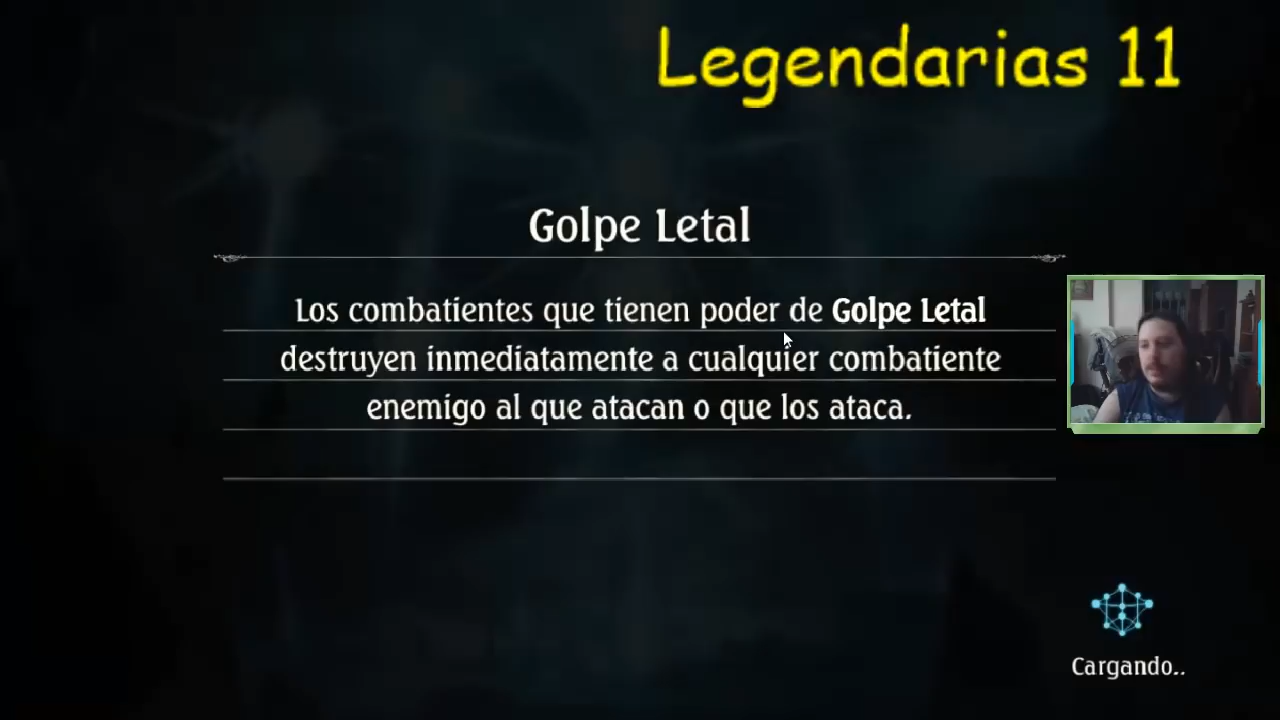 Legendarias 11
Golpe Letal
Los combatientes que tienen poder de Golpe Letal
destruyen inmediatamente a cualquier combatiente
enemigo al que atacan o que los ataca.
Cargando..